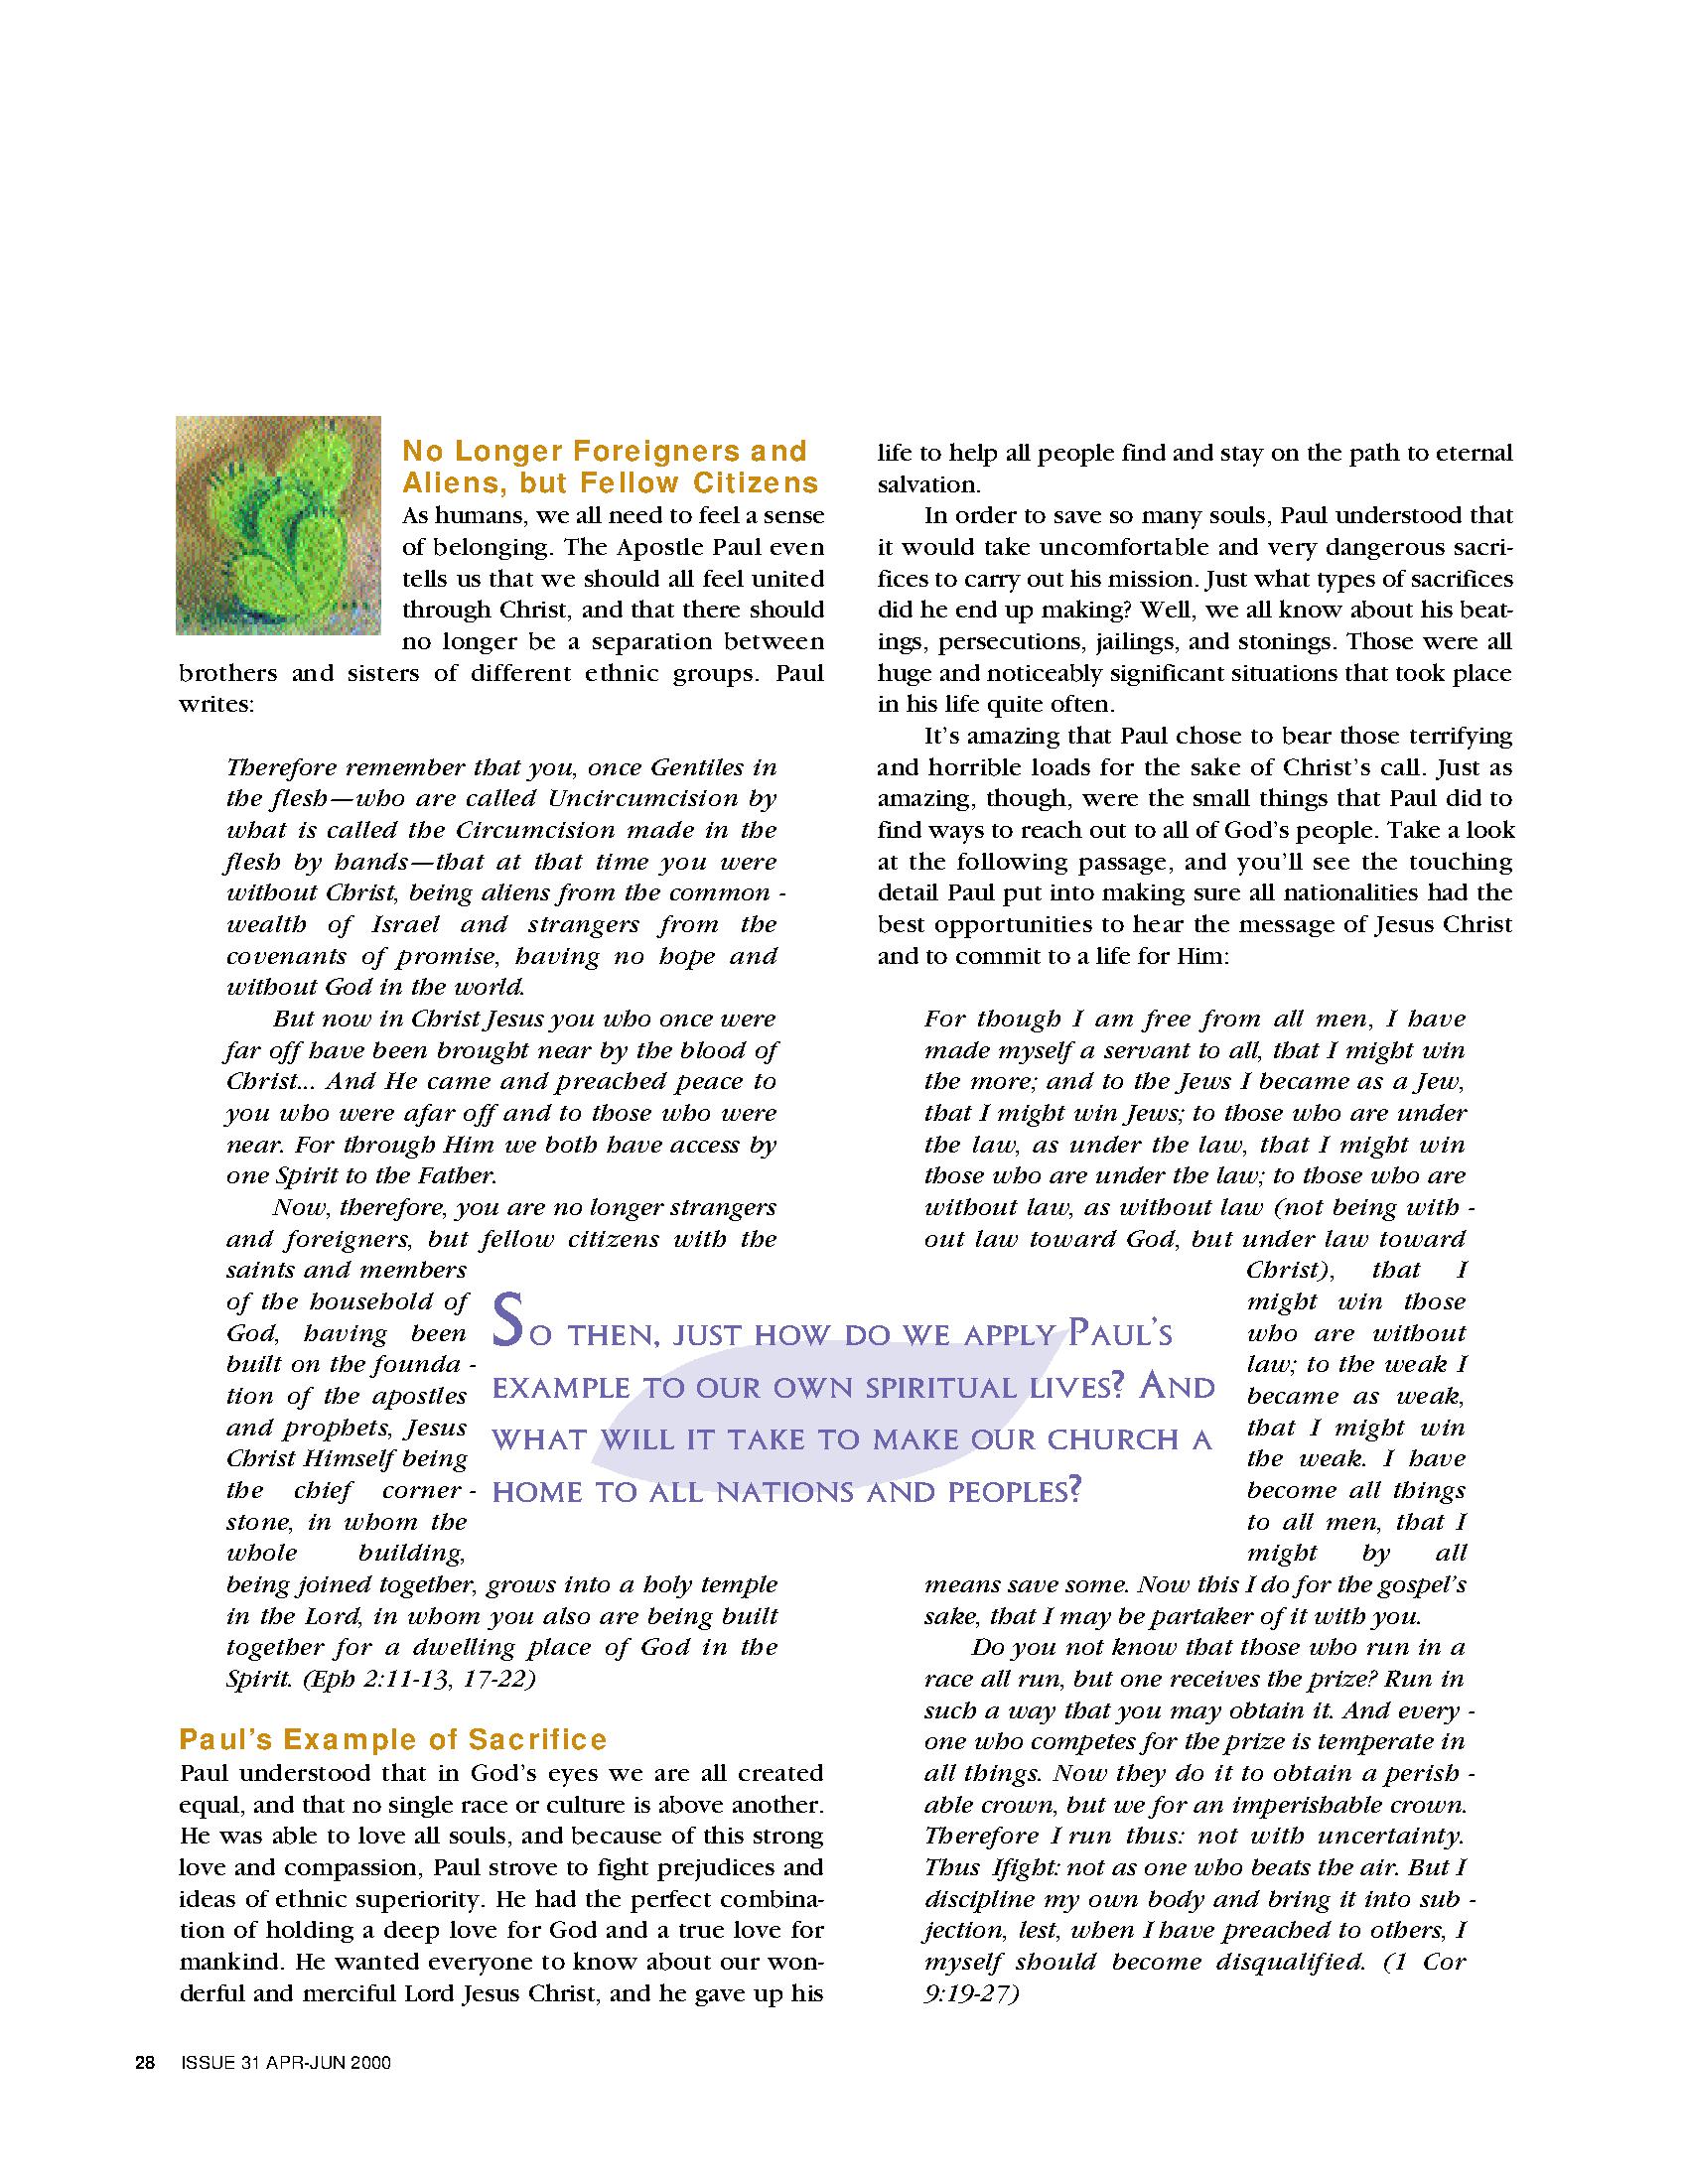 No Longer Foreigners and
Aliens, but Fellow Citizens
As humans, we all need to feel a sense
of belonging. The Apostle Paul even
tells us that we should all feel united
through Christ, and that there should
no longer be a separation between
brothers and sisters of different ethnic groups. Paul
writes:
Therefore remember that you, once Gentiles in
the flesh—who are called Uncircumcision by
what is called the Circumcision made in the
flesh by hands—that at that time you were
without Christ, being aliens from the common -
wealth of Israel and strangers from the
covenants of promise, having no hope and
without God in the world.
But now in Christ Jesus you who once were
far off have been brought near by the blood of
Christ... And He came and preached peace to
you who were afar off and to those who were
near. For through Him we both have access by
one Spirit to the Father.
Now, therefore, you are no longer strangers
and foreigners, but fellow citizens with the
saints and members
of the household of
God, having been
built on the founda -
tion of the apostles
and prophets, Jesus
Christ Himself being
the chief corner -
stone, in whom the
whole building,
being joined together, grows into a holy temple
in the Lord, in whom you also are being built
together for a dwelling place of God in the
Spirit. (Eph 2:11-13, 17-22)
Paul's Example of Sacrifice
Paul understood that in God's eyes we are all created
equal, and that no single race or culture is above another.
He was able to love all souls, and because of this strong
love and compassion, Paul strove to fight prejudices and
ideas of ethnic superiority. He had the perfect combina-
tion of holding a deep love for God and a true love for
mankind. He wanted everyone to know about our won-
derful and merciful Lord Jesus Christ, and he gave up his
life to help all people find and stay on the path to eternal
salvation.
In order to save so many souls, Paul understood that
it would take uncomfortable and very dangerous sacri-
fices to carry out his mission. Just what types of sacrifices
did he end up making? Well, we all know about his beat-
ings, persecutions, jailings, and stonings. Those were all
huge and noticeably significant situations that took place
in his life quite often.
It's amazing that Paul chose to bear those terrifying
and horrible loads for the sake of Christ's call. Just as
amazing, though, were the small things that Paul did to
find ways to reach out to all of God's people. Take a look
at the following passage, and you'll see the touching
detail Paul put into making sure all nationalities had the
best opportunities to hear the message of Jesus Christ
and to commit to a life for Him:
For though I am free from all men, I have
made myself a servant to all, that I might win
the more; and to the Jews I became as a Jew,
that I might win Jews; to those who are under
the law, as under the law, that I might win
those who are under the law; to those who are
without law, as without law (not being with -
out law toward God, but under law toward
Christ), that I
might win those
who are without
law; to the weak I
became as weak,
that I might win
the weak. I have
become all things
to all men, that I
might by all
means save some. Now this I do for the gospel's
sake, that I may be partaker of it with you.
Do you not know that those who run in a
race all run, but one receives the prize? Run in
such a way that you may obtain it. And every -
one who competes for the prize is temperate in
all things. Now they do it to obtain a perish -
able crown, but we for an imperishable crown.
Therefore I run thus: not with uncertainty.
Thus Ifight: not as one who beats the air. But I
discipline my own body and bring it into sub -
jection, lest, when I have preached to others, I
myself should become disqualified. (1 Cor
9:19-27)
So then, just how do we apply Paul's
example to our own spiritual lives? And
what will it take to make our church a
home to all nations and peoples?
28 ISSUE 31 APR-JUN 2000